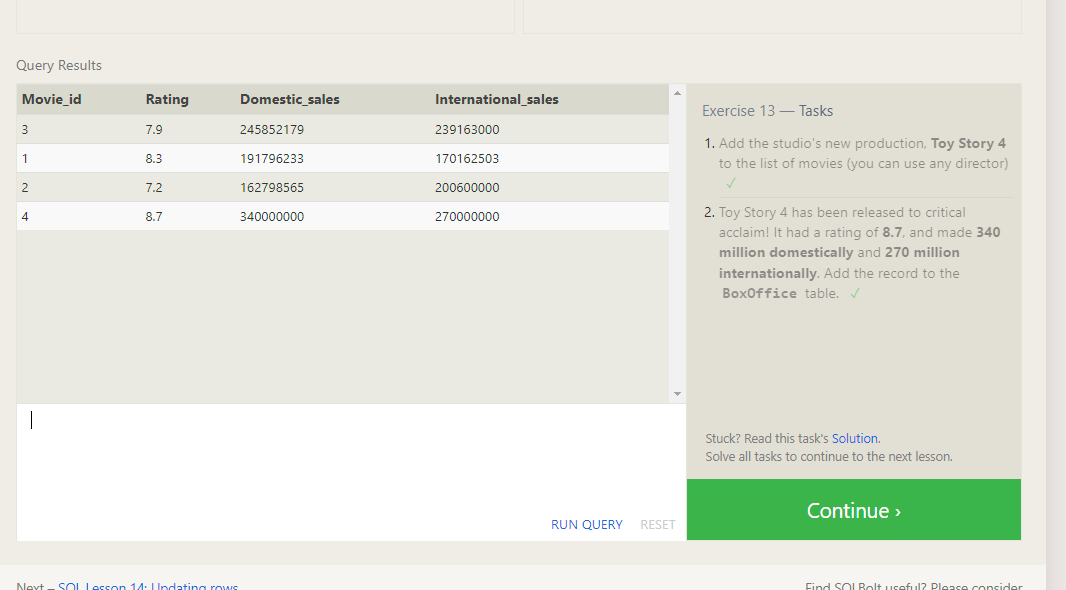 Query Results
Movie_id Rating Domestic_sales International_sales
3 7.9 245852179 239163000
1 8.3 191796233 170162503
2 7.2 162798565 200600000
4 8.7 340000000 270000000
RUN QUERY RESET
Exercise 13 — Tasks
1. Add the studio's new production, Toy Story 4
to the list of movies (you can use any director)
✓
2. Toy Story 4 has been released to critical
acclaim! It had a rating of 8.7, and made 340
million domestically and 270 million
internationally. Add the record to the
BoxOffice table. ✓
Stuck? Read this task's Solution.
Solve all tasks to continue to the next lesson.
Continue ›
Next – SQL Lesson 14: Updating rows
Find SQLBolt useful? Please consider